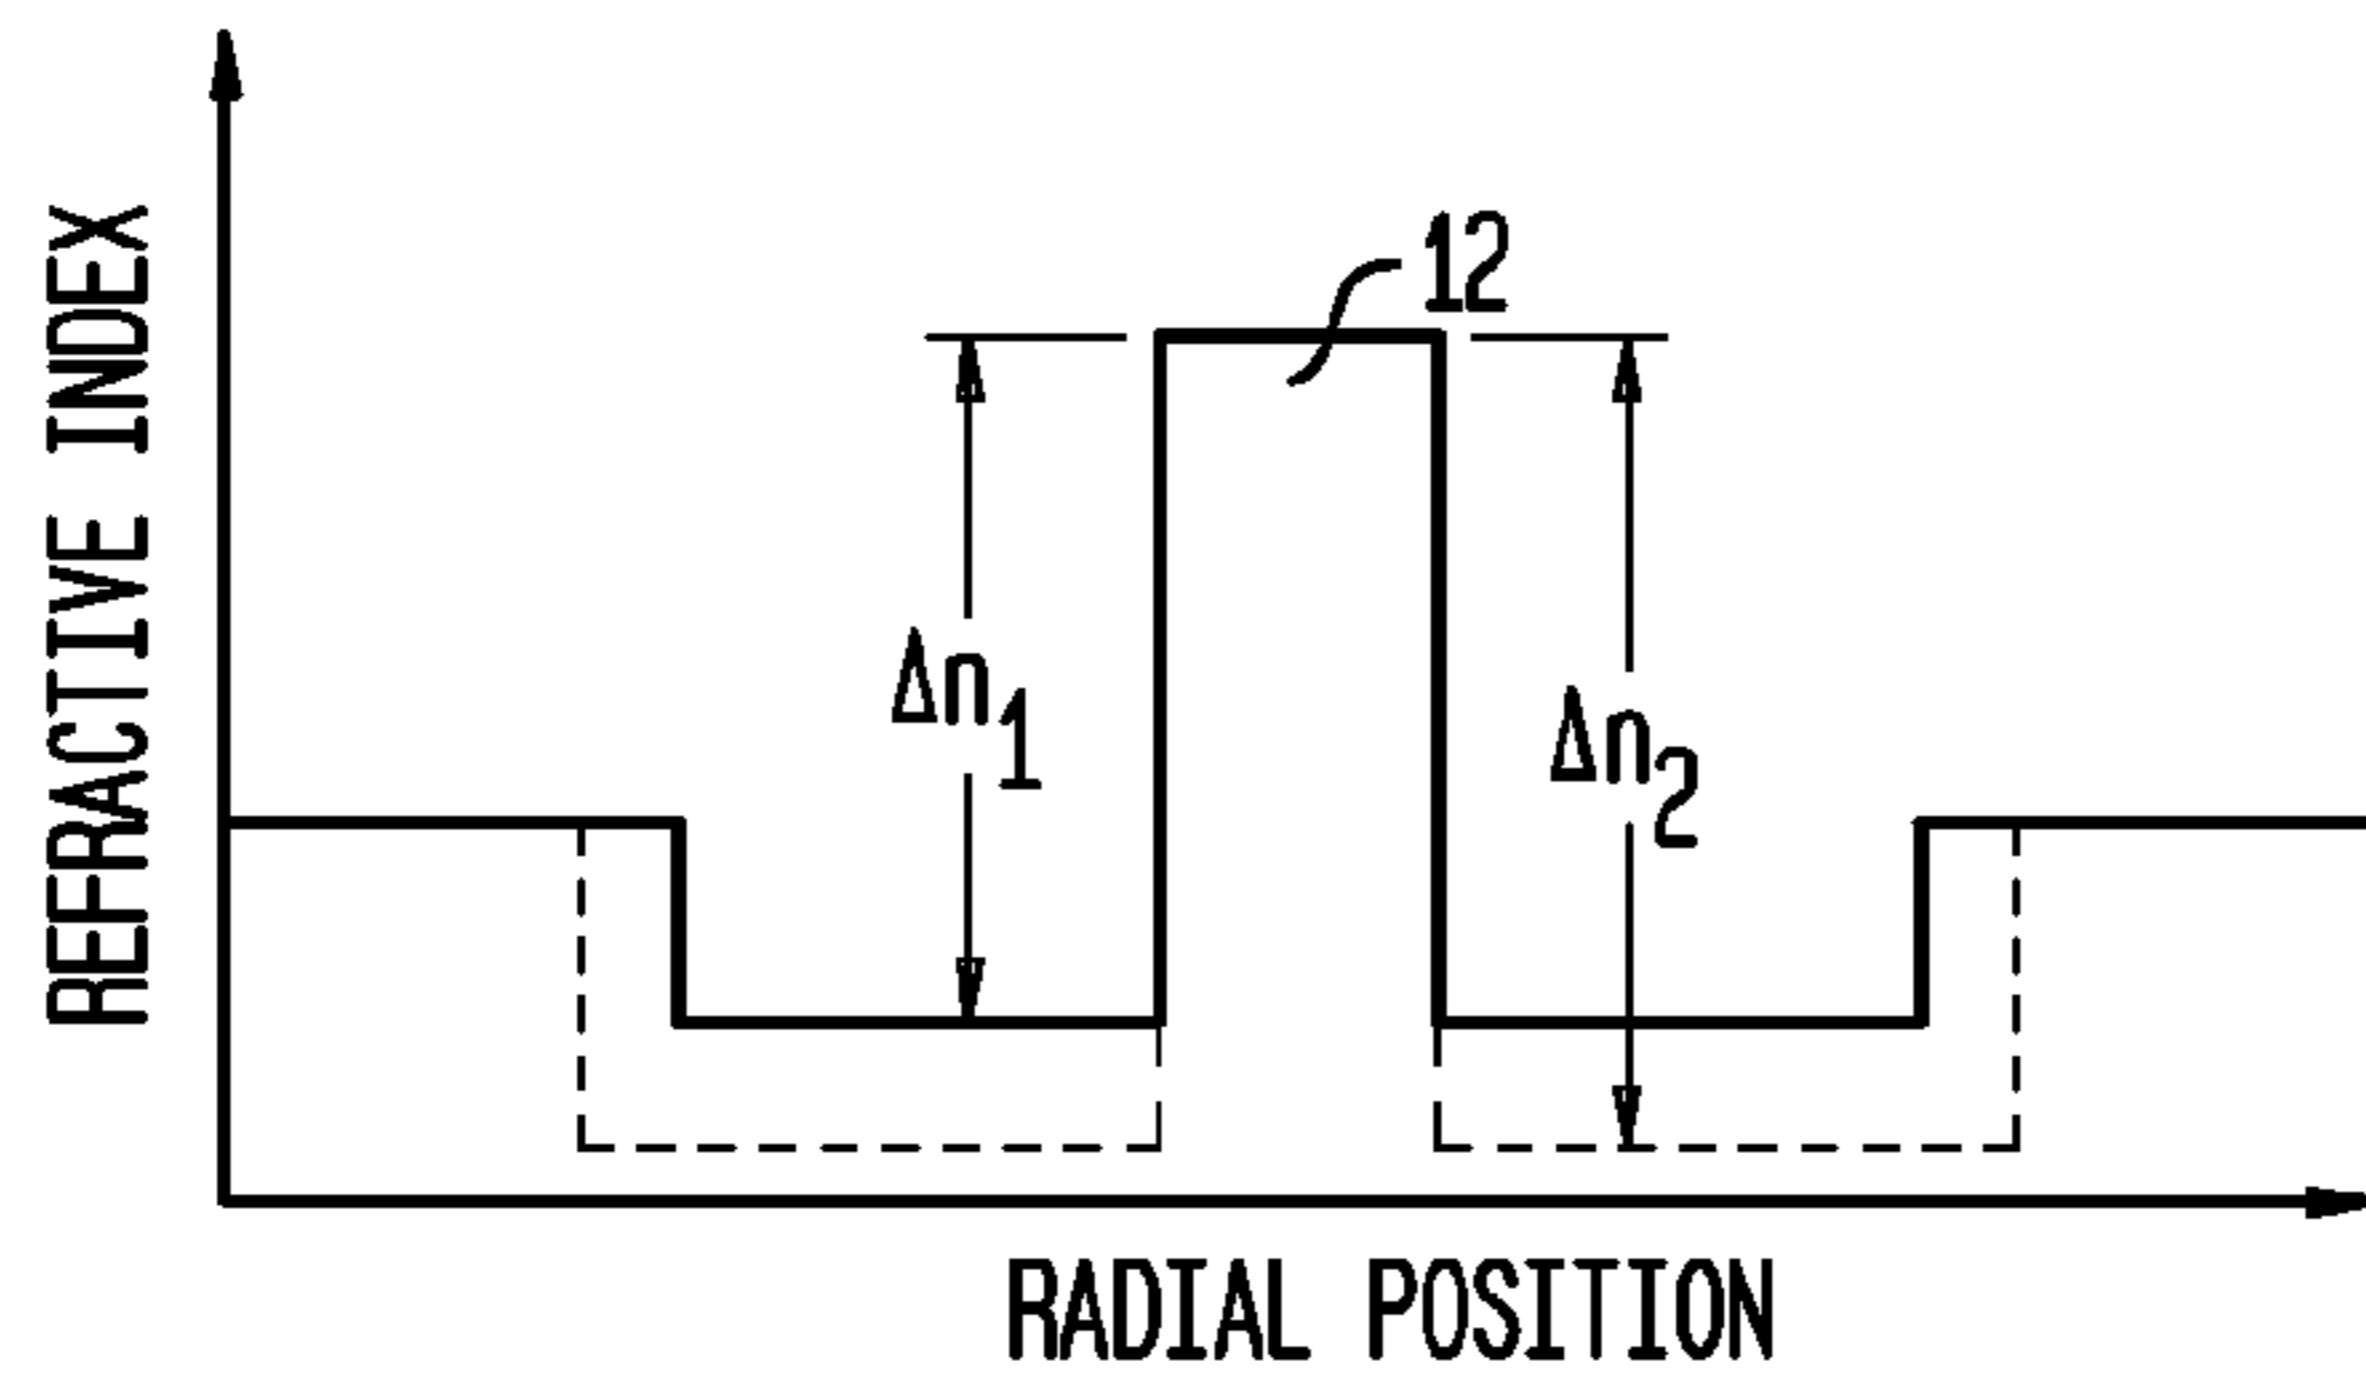 REFRACTIVE INDEX
12
Δn1
Δn2
RADIAL POSITION